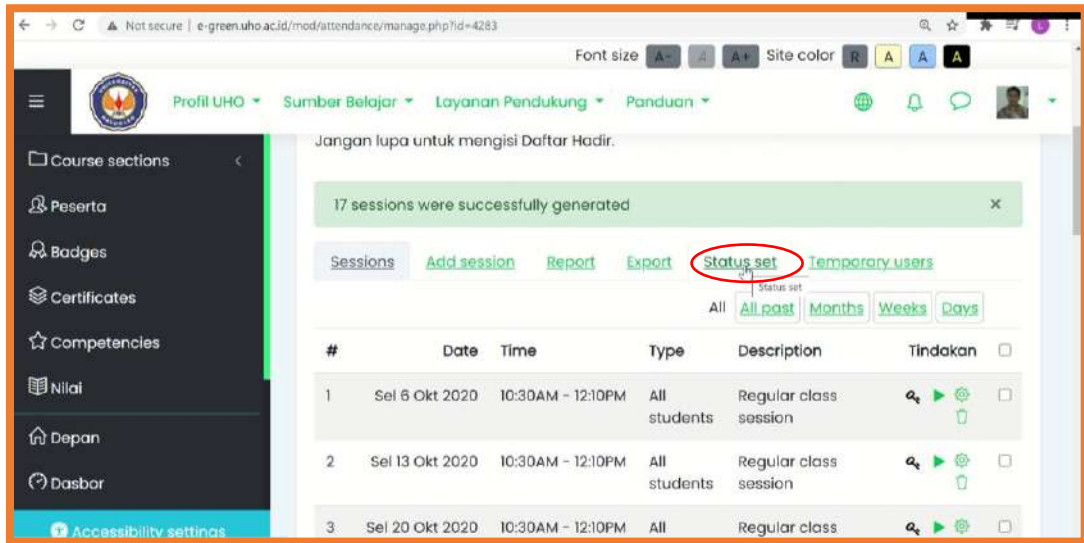 Not secure | e-green.uho.ac.id/mod/attendance/manage.php?id=4283
Font size A- A A+ Site color R A A A
Profil UHO Sumber Belajar Layanan Pendukung Panduan
Jangan lupa untuk mengisi Daftar Hadir.
Course sections
Peserta
Badges
Certificates
Competencies
Nilai
Depan
Dasbor
Accessibility settings
17 sessions were successfully generated ×
Sessions Add session Report Export Status set Temporary users
Status set
All All past Months Weeks Days
# Date Time Type Description Tindakan
1 Sel 6 Okt 2020 10:30AM - 12:10PM All Regular class
students session
2 Sel 13 Okt 2020 10:30AM - 12:10PM All Regular class
students session
3 Sel 20 Okt 2020 10:30AM - 12:10PM All Regular class